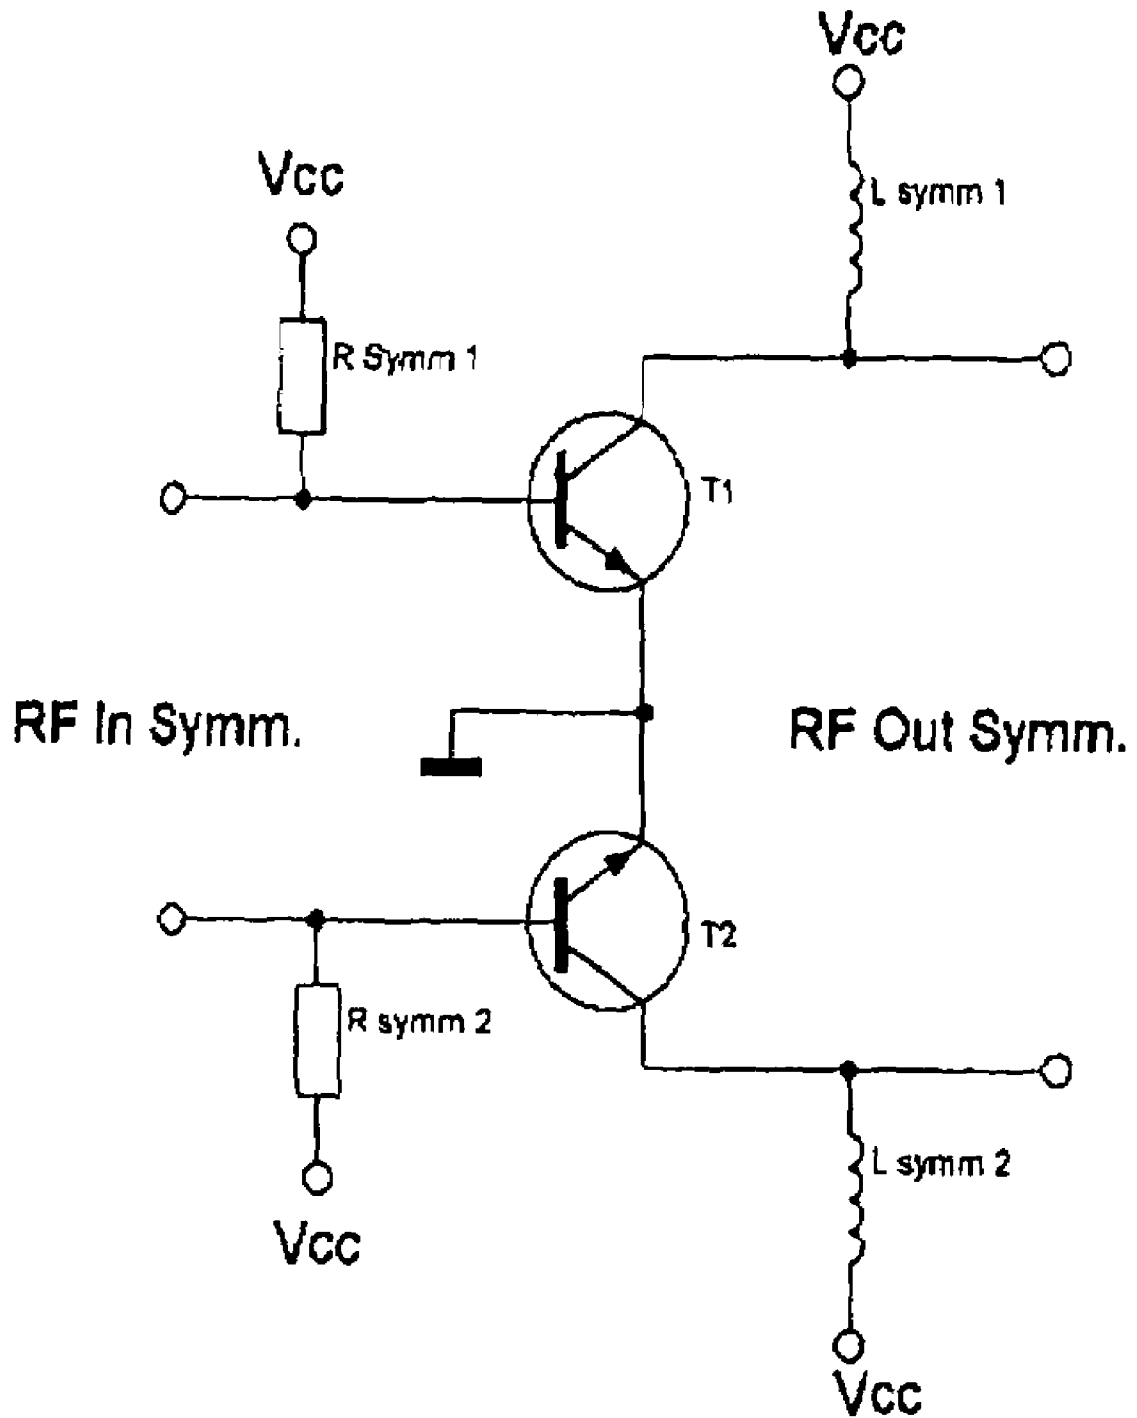 Vcc
L symm 1
Vcc
R Symm 1
T1
RF In Symm.
RF Out Symm.
T2
R symm 2
L symm 2
Vcc
Vcc